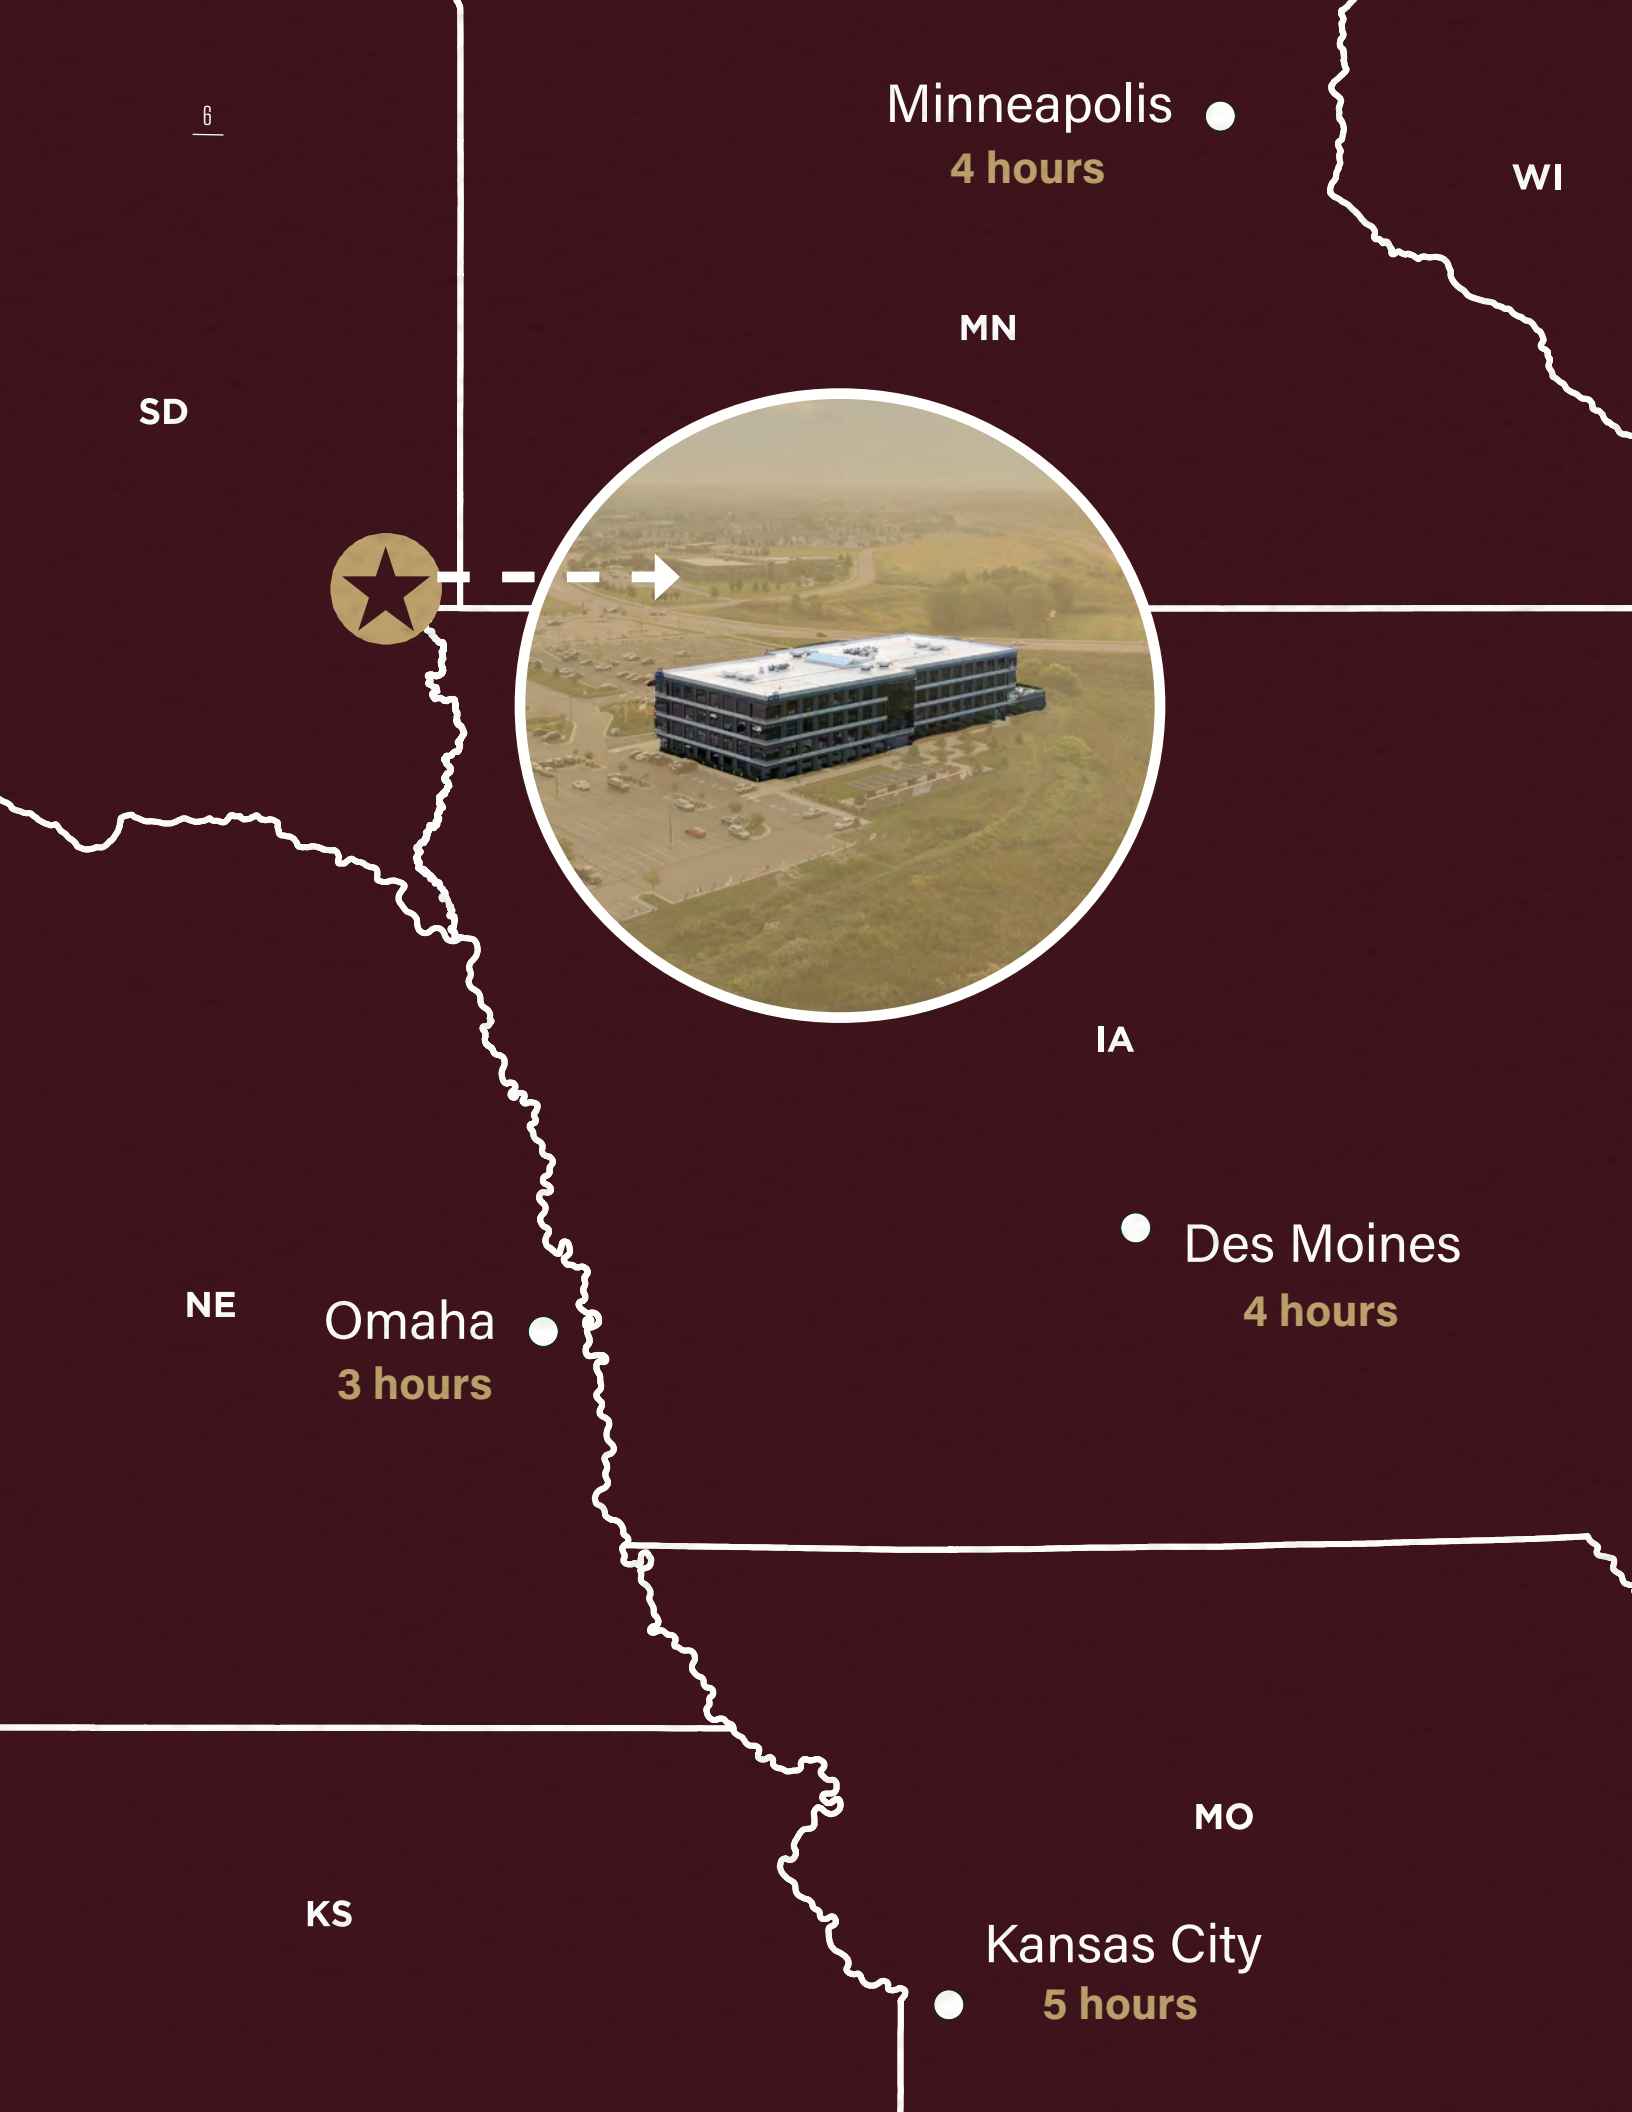 6
Minneapolis
4 hours
WI
MN
SD
IA
Des Moines
4 hours
NE
Omaha
3 hours
MO
KS
Kansas City
5 hours